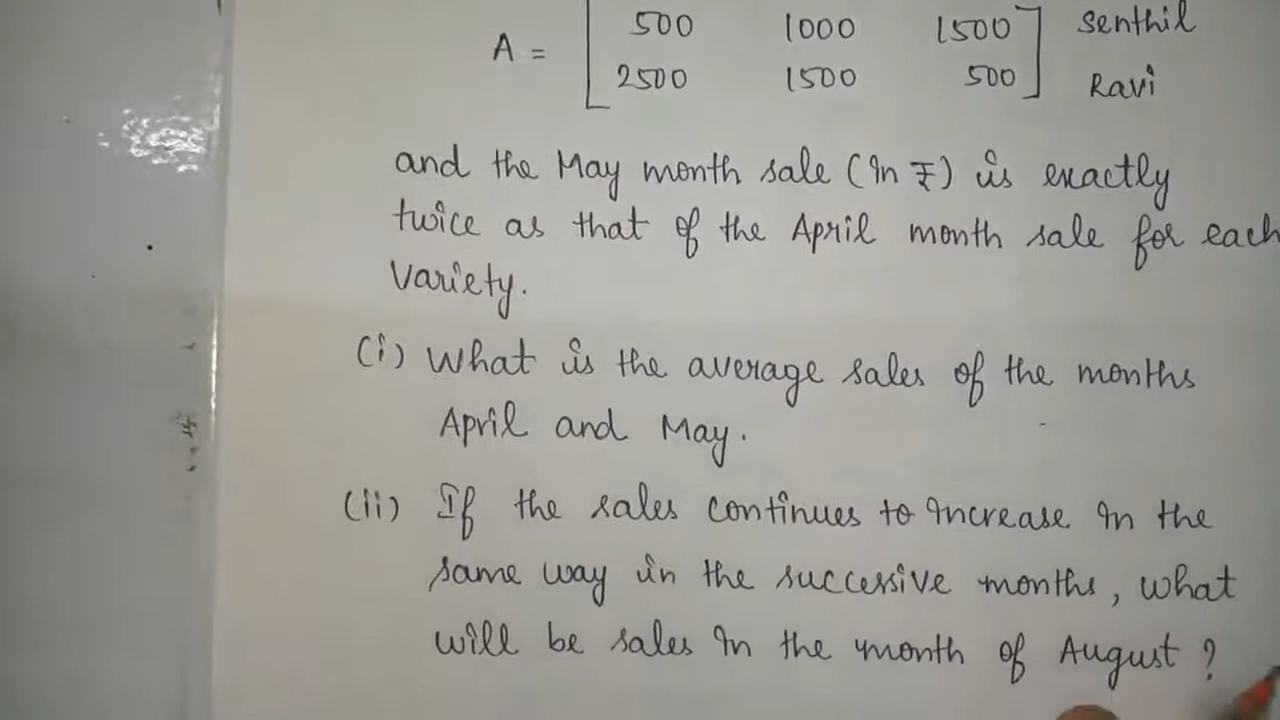 500 1000 1500 Senthil
A =
2500 1500 500 Ravi
and the May month sale (In ₹) is exactly
twice as that of the April month sale for each
Variety.
(i) What is the average sales of the months
April and May.
(ii) If the sales continues to Increase In the
same way in the successive months, what
will be sales In the month of August ?